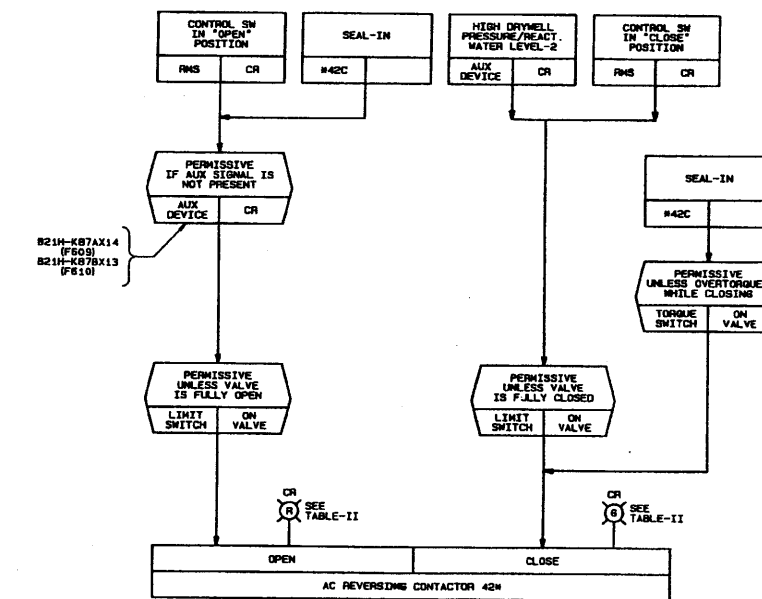 CONTROL SW
IN "OPEN"
POSITION
RMS CR
SEAL-IN
*42C
HIGH DRYWELL
PRESSURE/REACT.
WATER LEVEL-2
AUX
DEVICE CR
CONTROL SW
IN "CLOSE"
POSITION
RMS CR
PERMISSIVE
IF AUX SIGNAL IS
NOT PRESENT
AUX
DEVICE CR
SEAL-IN
*42C
B21H-K87AX14
(F609)
B21H-K87BX13
(F610)
PERMISSIVE
UNLESS OVERTORQUE
WHILE CLOSING
TORQUE
SWITCH ON
VALVE
PERMISSIVE
UNLESS VALVE
IS FULLY OPEN
LIMIT
SWITCH ON
VALVE
PERMISSIVE
UNLESS VALVE
IS FULLY CLOSED
LIMIT
SWITCH ON
VALVE
CR
R SEE
TABLE-II
CR
G SEE
TABLE-II
OPEN CLOSE
AC REVERSING CONTACTOR 42*